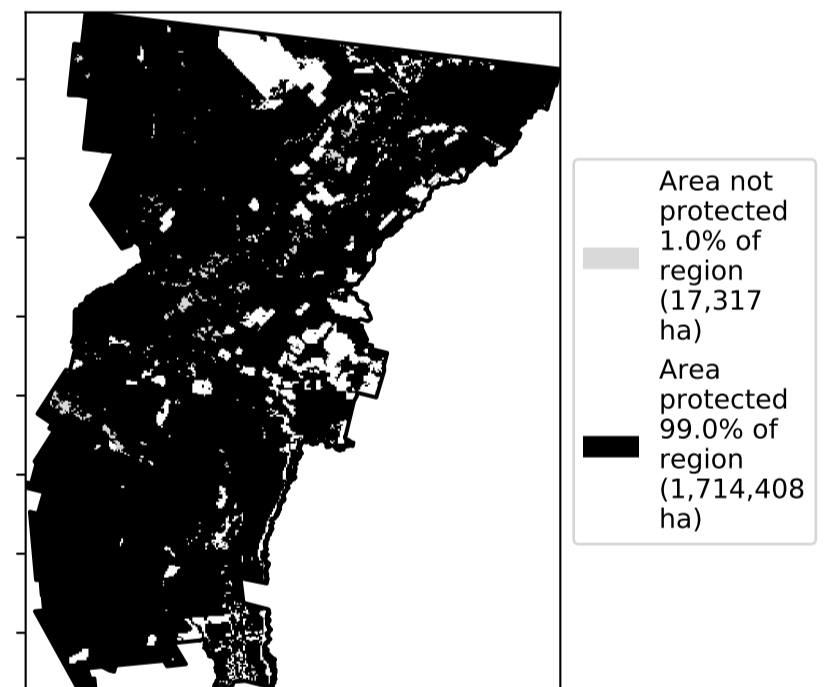 Area not
protected
1.0% of
region
(17,317
ha)
Area
protected
99.0% of
region
(1,714,408
ha)